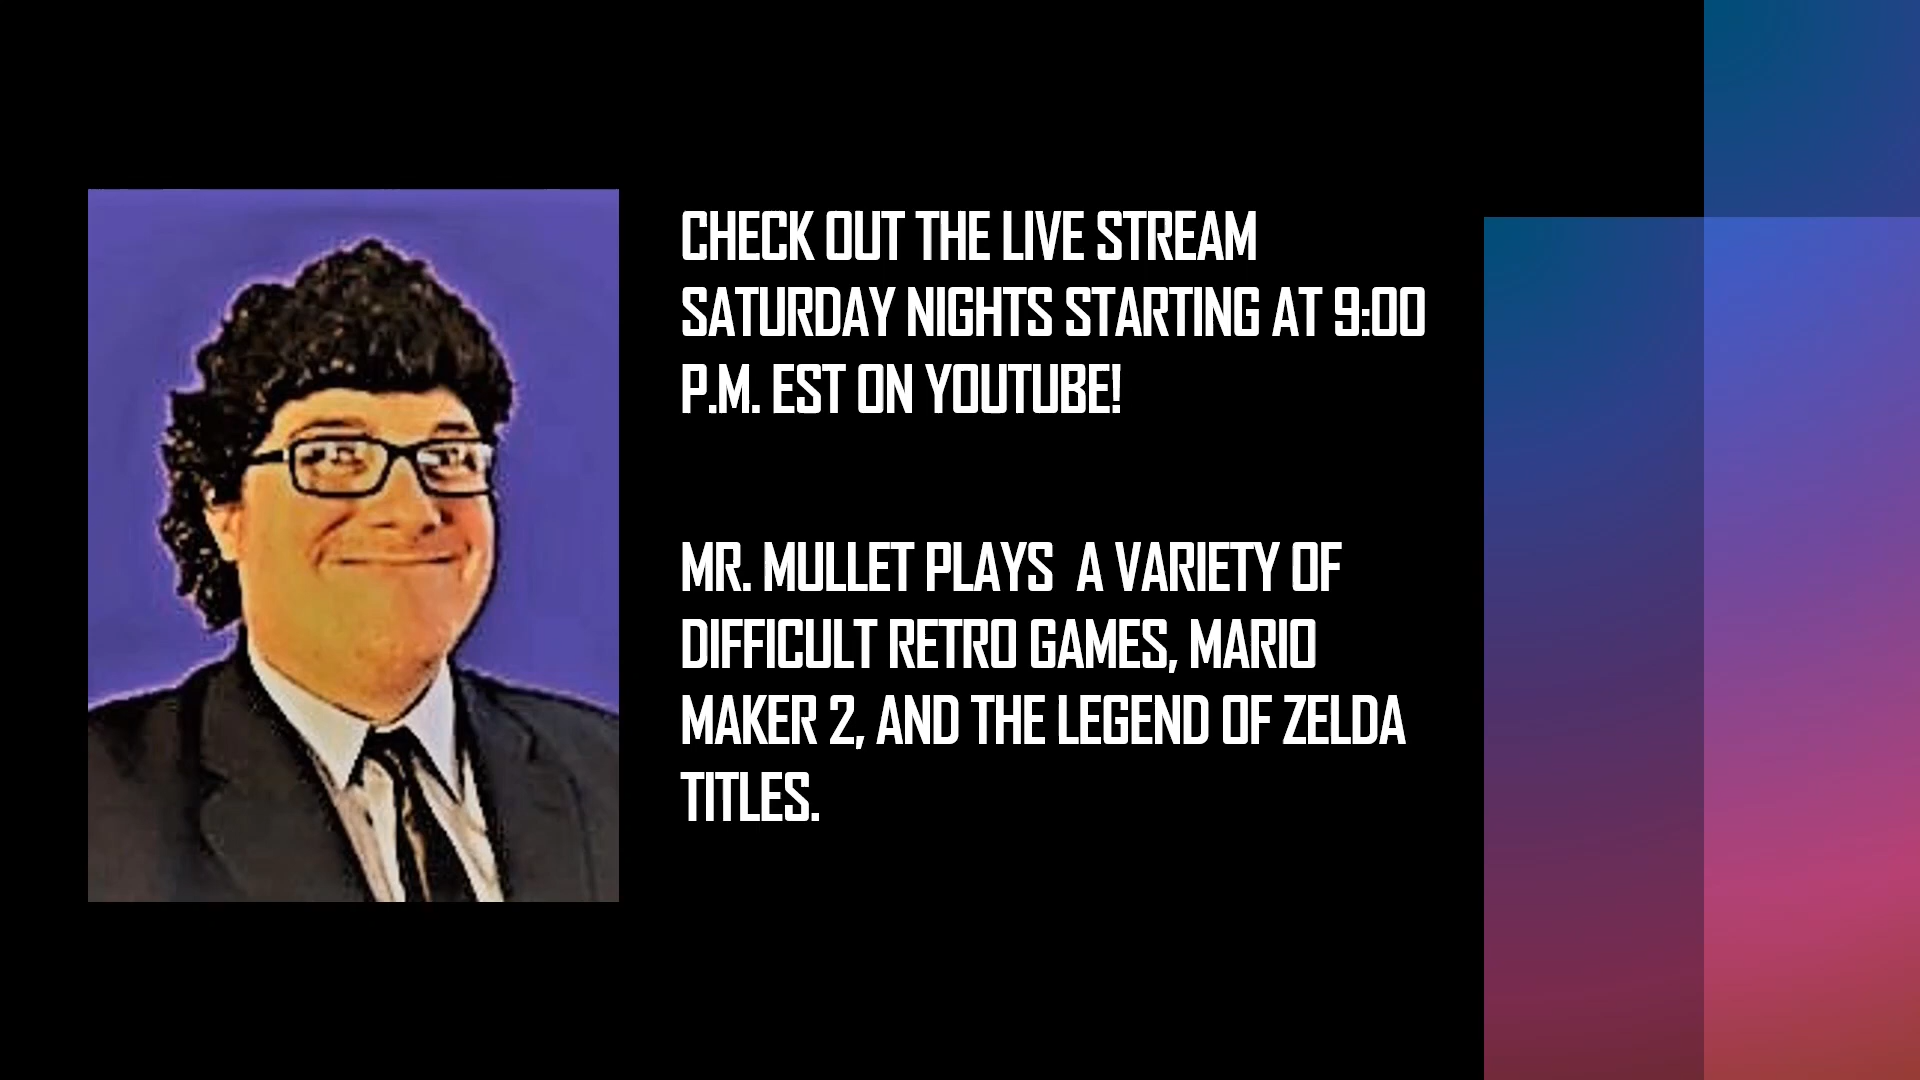 CHECK OUT THE LIVE STREAM
SATURDAY NIGHTS STARTING AT 9:00
P.M. EST ON YOUTUBE!
MR. MULLET PLAYS  A VARIETY OF
DIFFICULT RETRO GAMES, MARIO
MAKER 2, AND THE LEGEND OF ZELDA
TITLES.